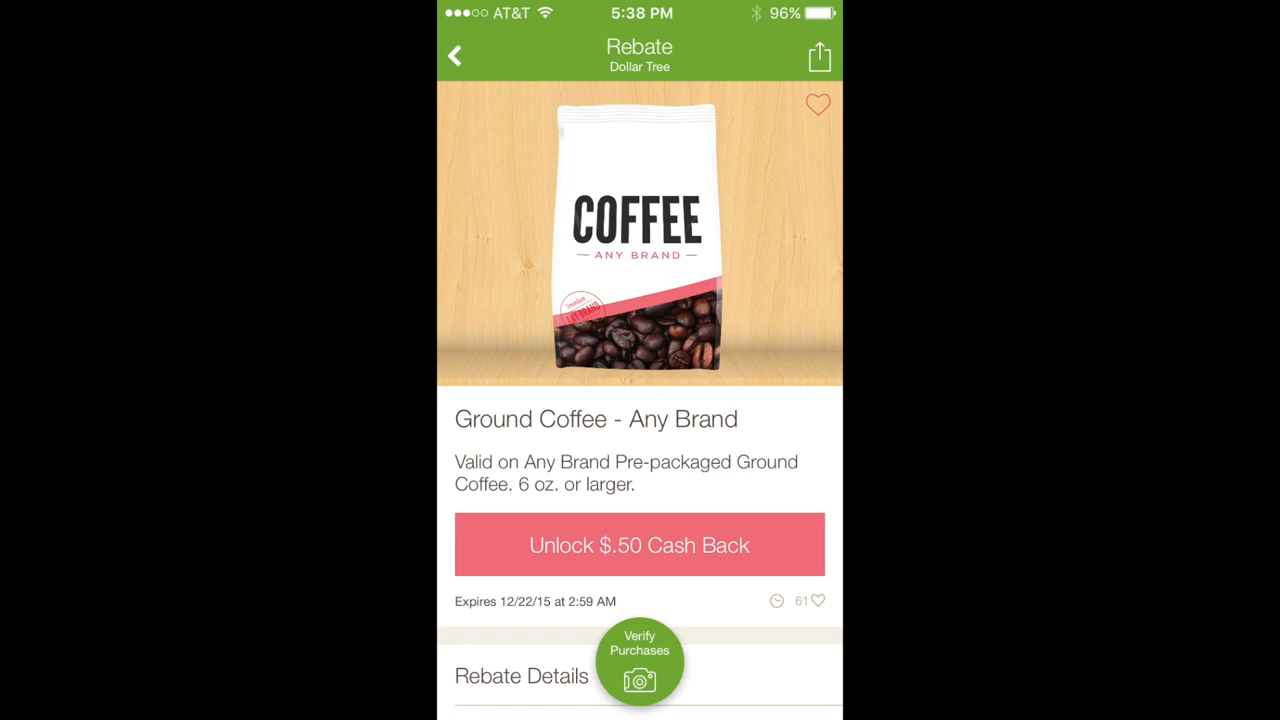 AT&T 5:38 PM 96%
Rebate
Dollar Tree
COFFEE
ANY BRAND
ANY BRAND
Ground Coffee - Any Brand
Valid on Any Brand Pre-packaged Ground
Coffee. 6 oz. or larger.
Unlock $.50 Cash Back
Expires 12/22/15 at 2:59 AM 61
Verify
Purchases
Rebate Details